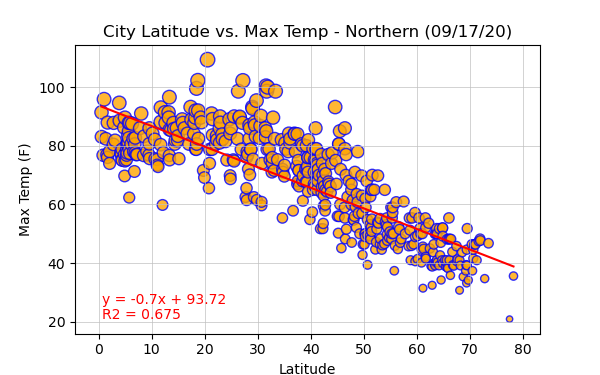 City Latitude vs. Max Temp - Northern (09/17/20)
Max Temp (F)
100
80
60
40
20
y = -0.7x + 93.72
R2 = 0.675
0 10 20 30 40 50 60 70 80
Latitude